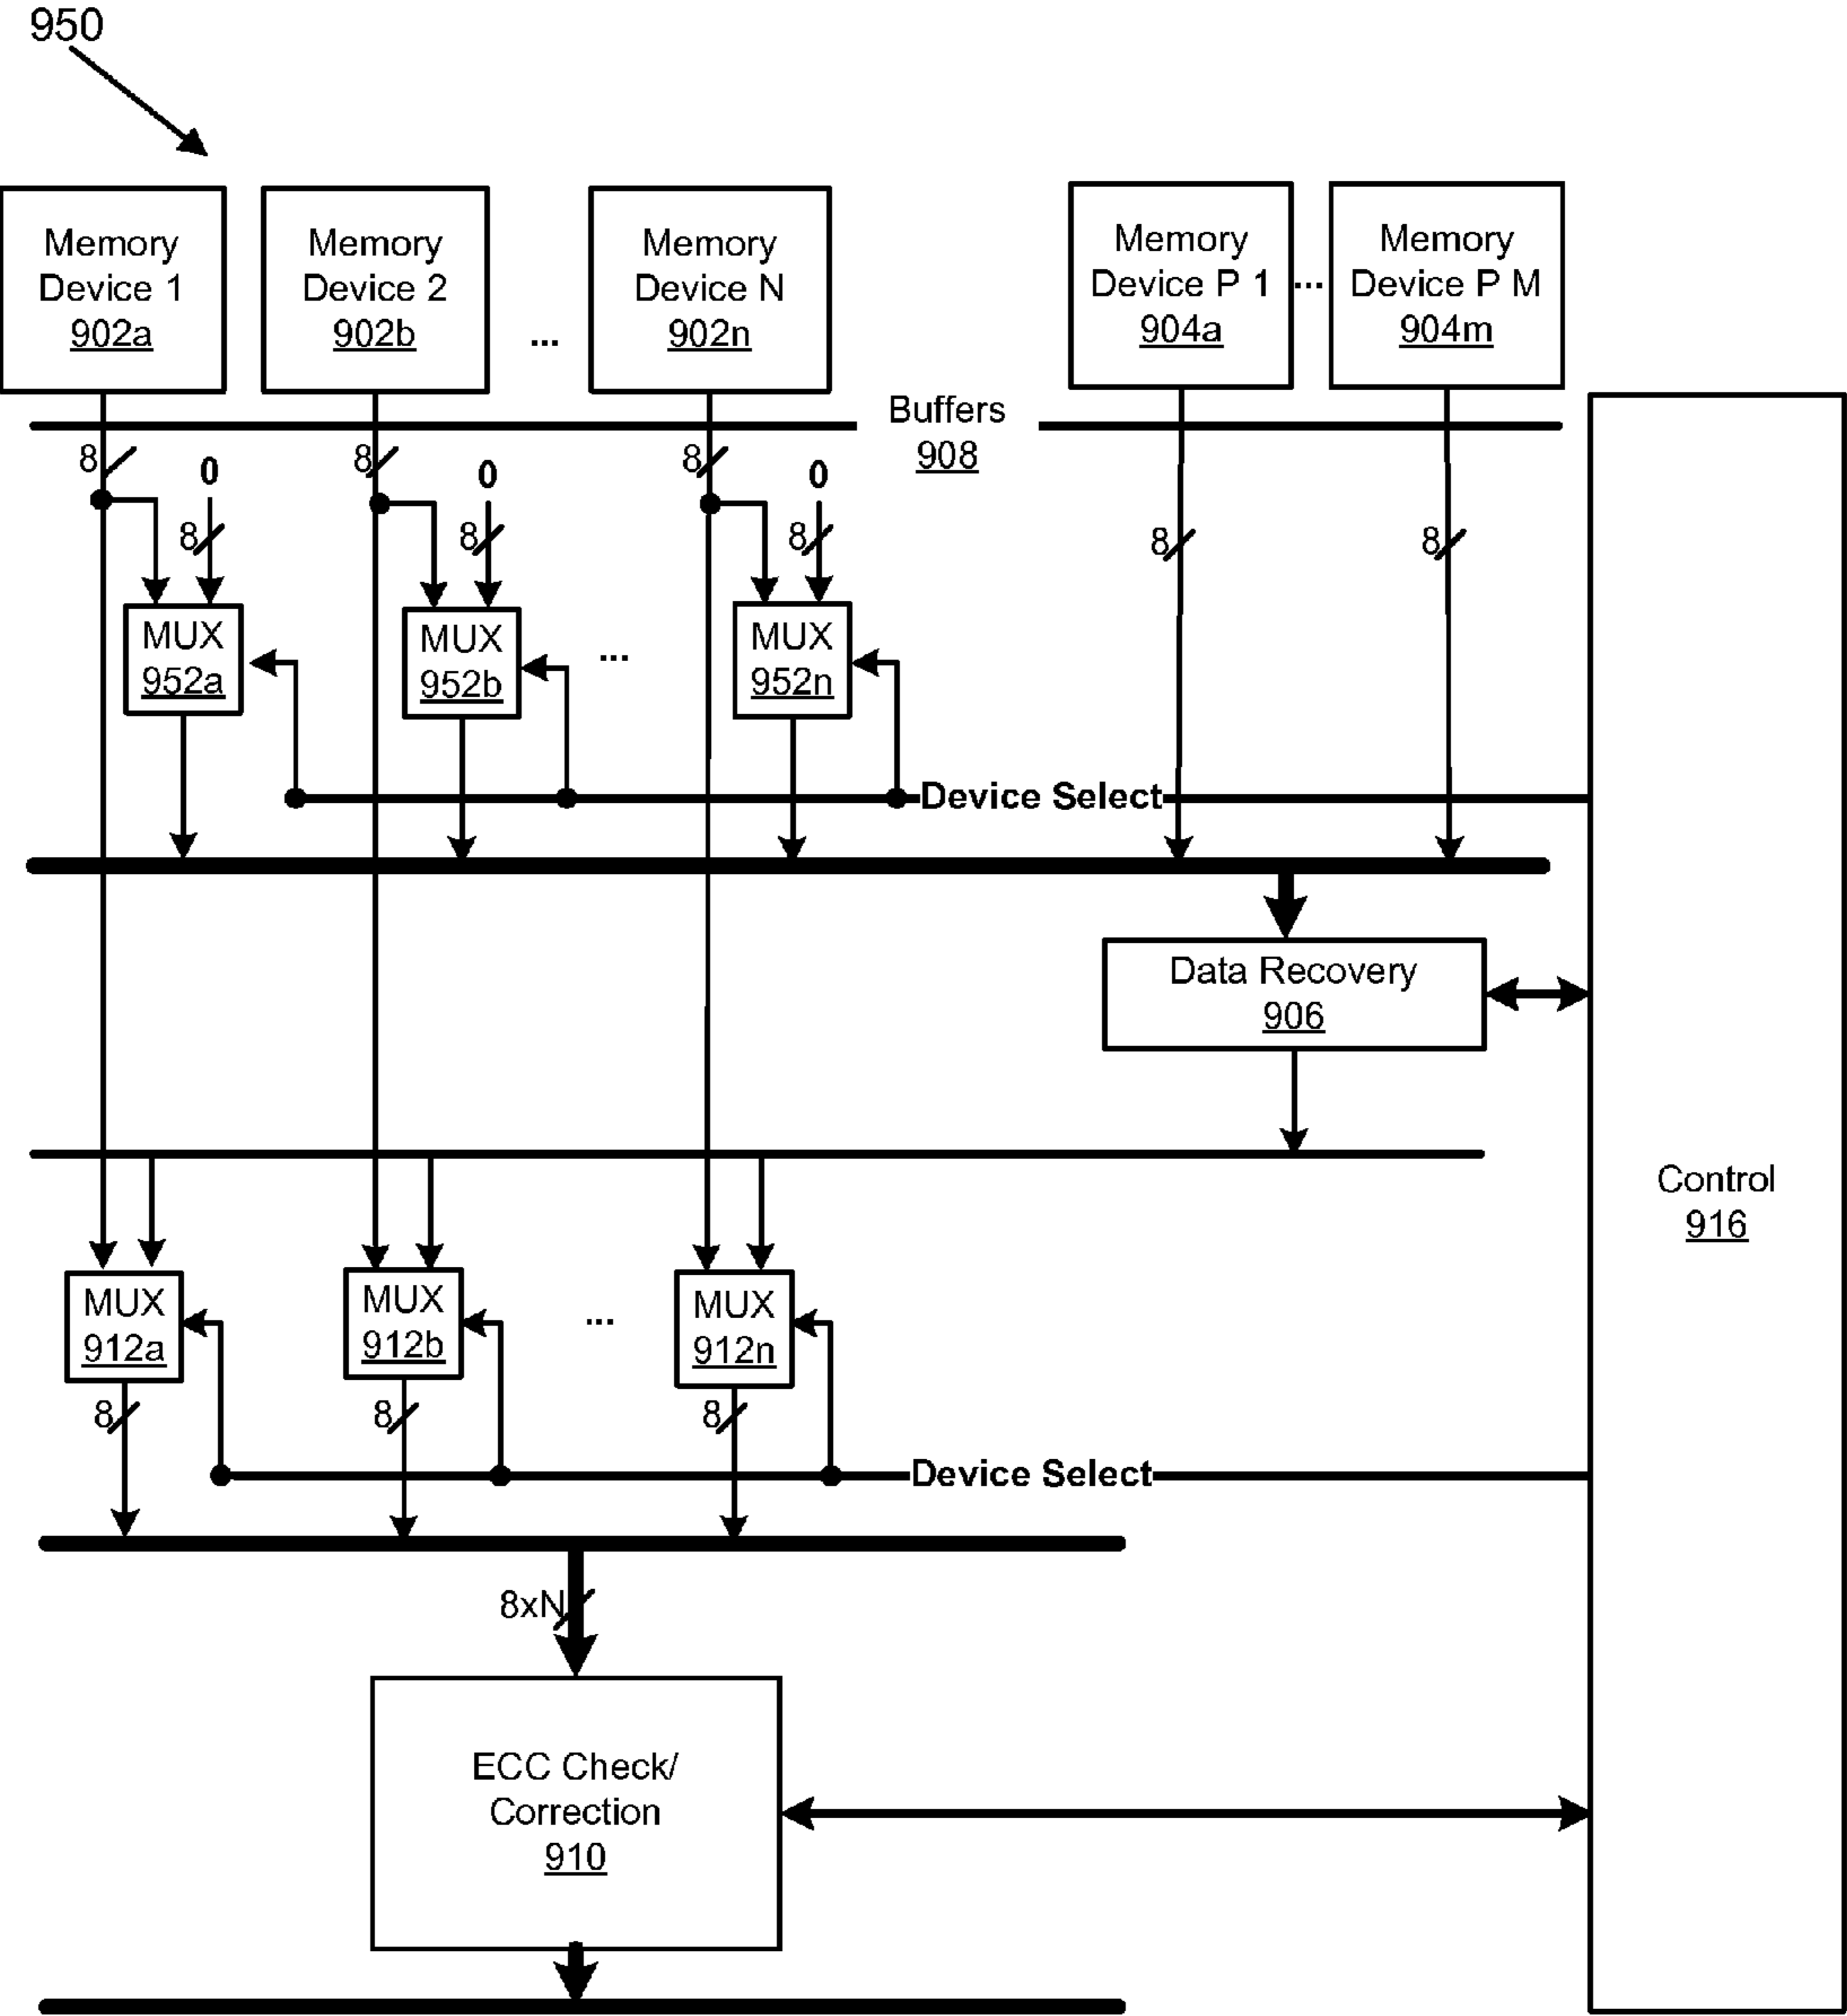 950
Memory
Device 1
902a
Memory
Device 2
902b
...
Memory
Device N
902n
Memory
Device P 1
904a
...
Memory
Device P M
904m
Buffers
908
8
0
8
8
0
8
8
0
8
8
8
MUX
952a
MUX
952b
...
MUX
952n
Device Select
Data Recovery
906
Control
916
MUX
912a
MUX
912b
...
MUX
912n
8
8
8
Device Select
8xN
ECC Check/
Correction
910